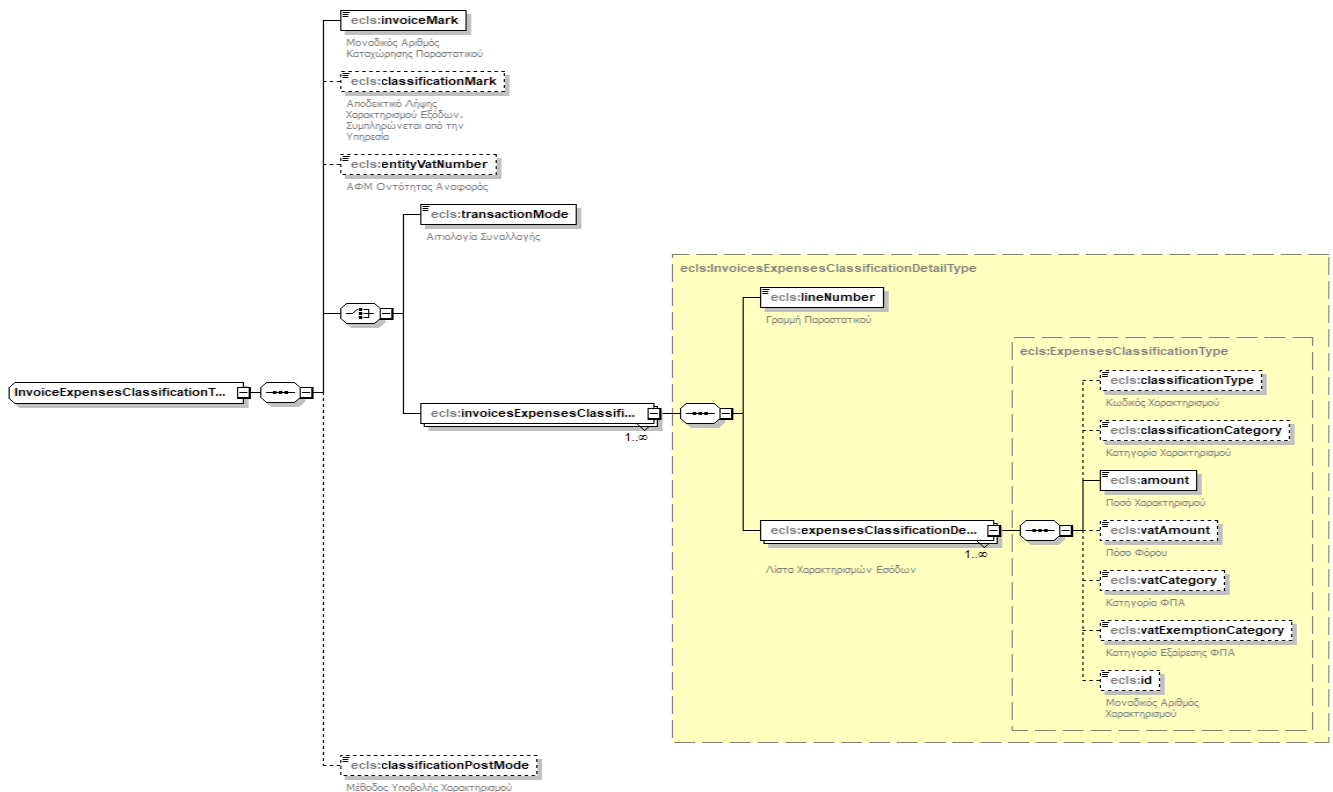 ecls:invoiceMark
Μοναδικός Αριθμός
Καταχώρησης Παραστατικού
ecls:classificationMark
Αποδεικτικό Λήψης
Χαρακτηρισμού Εξόδων.
Συμπληρώνεται από την
Υπηρεσία
ecls:entityVatNumber
ΑΦΜ Οντότητας Αναφοράς
ecls:transactionMode
Αιτιολογία Συναλλαγής
ecls:InvoicesExpensesClassificationDetailType
ecls:lineNumber
Γραμμή Παραστατικού
ecls:ExpensesClassificationType
ecls:classificationType
Κωδικός Χαρακτηρισμού
InvoiceExpensesClassificationT...
ecls:invoicesExpensesClassifi...
1..∞
ecls:classificationCategory
Κατηγορία Χαρακτηρισμού
ecls:amount
Ποσό Χαρακτηρισμού
ecls:expensesClassificationDe...
1..∞
Λίστα Χαρακτηρισμών Εσόδων
ecls:vatAmount
Πόσο Φόρου
ecls:vatCategory
Κατηγορία ΦΠΑ
ecls:vatExemptionCategory
Κατηγορία Εξαίρεσης ΦΠΑ
ecls:id
Μοναδικός Αριθμός
Χαρακτηρισμού
ecls:classificationPostMode
Μέθοδος Υποβολής Χαρακτηρισμού